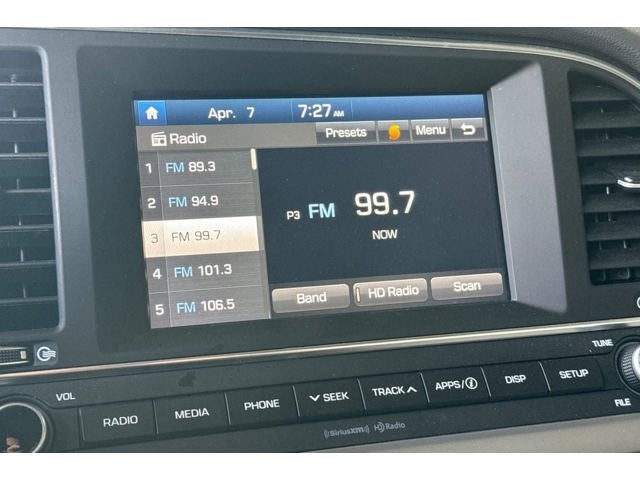 Apr. 7 7:27 AM
Radio Presets Menu
1 FM 89.3
2 FM 94.9
3 FM 99.7
4 FM 101.3
5 FM 106.5
P3 FM 99.7
NOW
Band HD Radio Scan
VOL
RADIO MEDIA PHONE SEEK TRACK APPS/i DISP SETUP
TUNE
FILE
((SiriusXM)) HD Radio